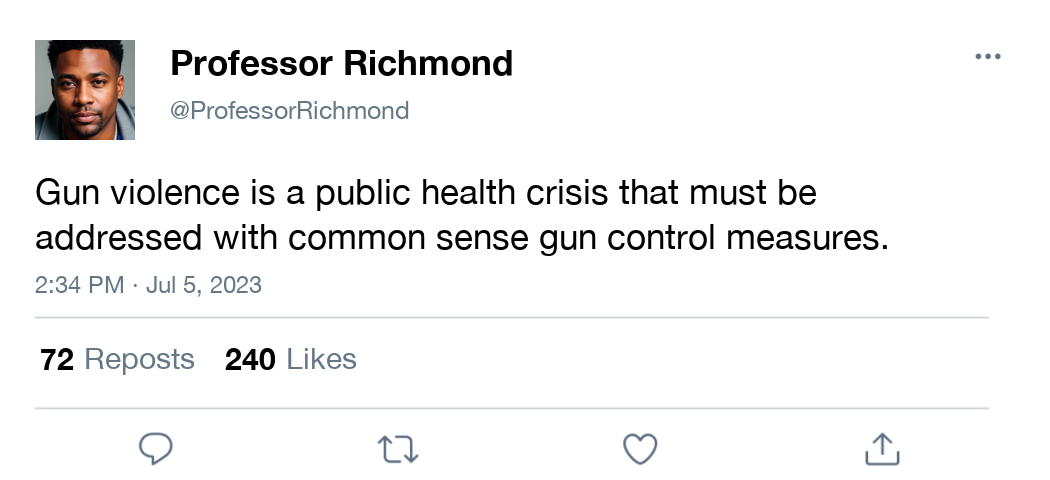 Professor Richmond
@ProfessorRichmond
Gun violence is a public health crisis that must be
addressed with common sense gun control measures.
2:34 PM · Jul 5, 2023
72 Reposts 240 Likes